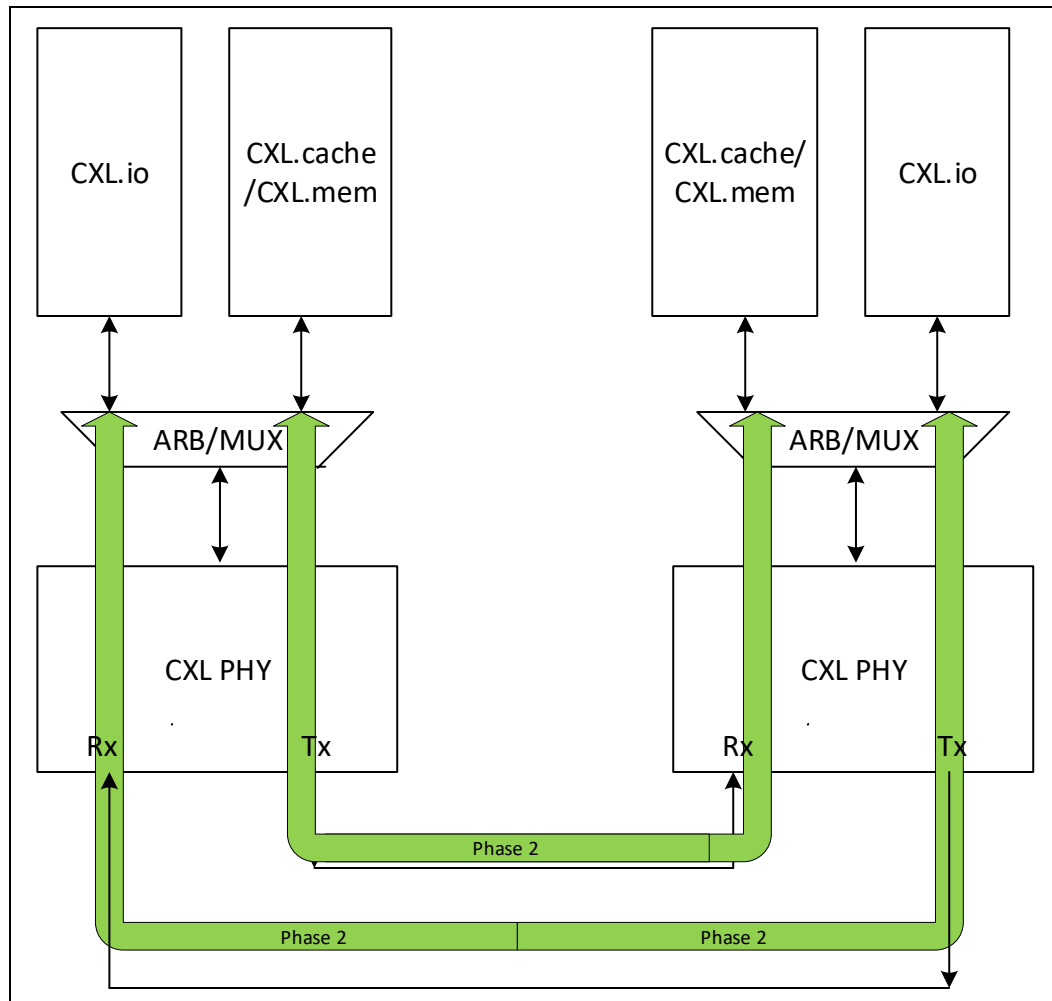 CXL.io
CXL.cache
/CXL.mem
CXL.cache/
CXL.mem
CXL.io
ARB/MUX
ARB/MUX
CXL PHY
CXL PHY
.
.
Rx
Tx
Rx
Tx
Phase 2
Phase 2
Phase 2